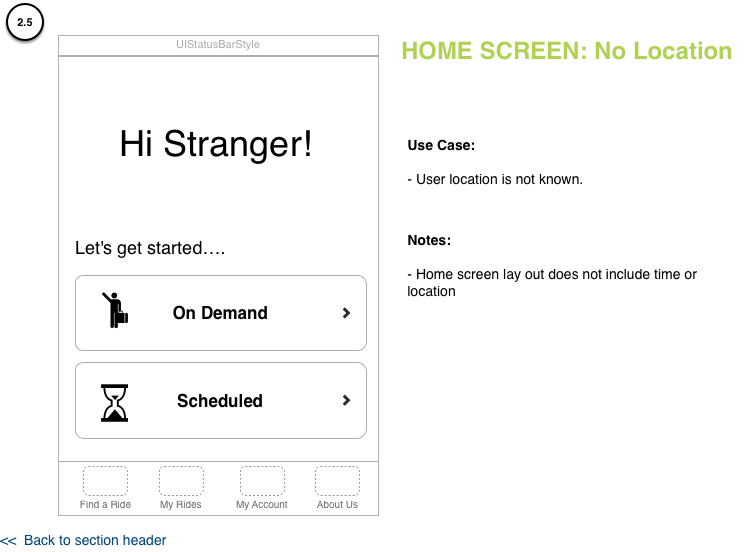 2.5
UIStatusBarStyle
HOME SCREEN: No Location
Hi Stranger!
Use Case:
- User location is not known.
Let's get started….
Notes:
- Home screen lay out does not include time or
location
On Demand
Scheduled
Find a Ride
My Rides
My Account
About Us
<< Back to section header